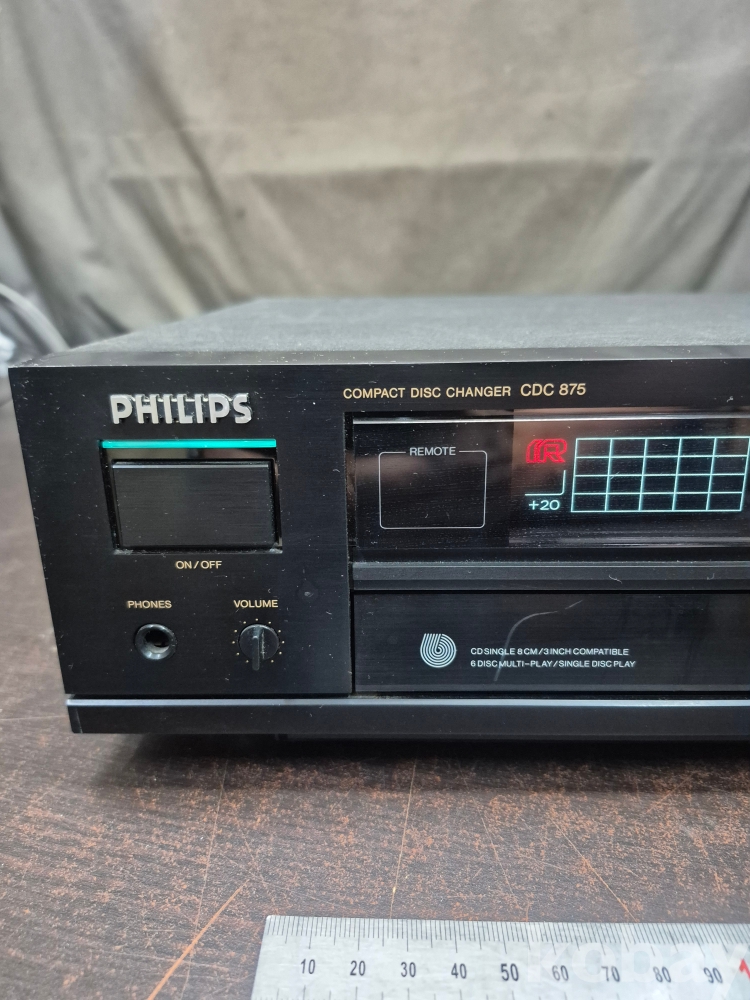 PHILIPS
COMPACT DISC CHANGER CDC 875
REMOTE
IR
+20
ON/OFF
PHONES
VOLUME
CD SINGLE 8 CM/3 INCH COMPATIBLE
6 DISC MULTI-PLAY/SINGLE DISC PLAY
10 20 30 40 50 60 70 80 90